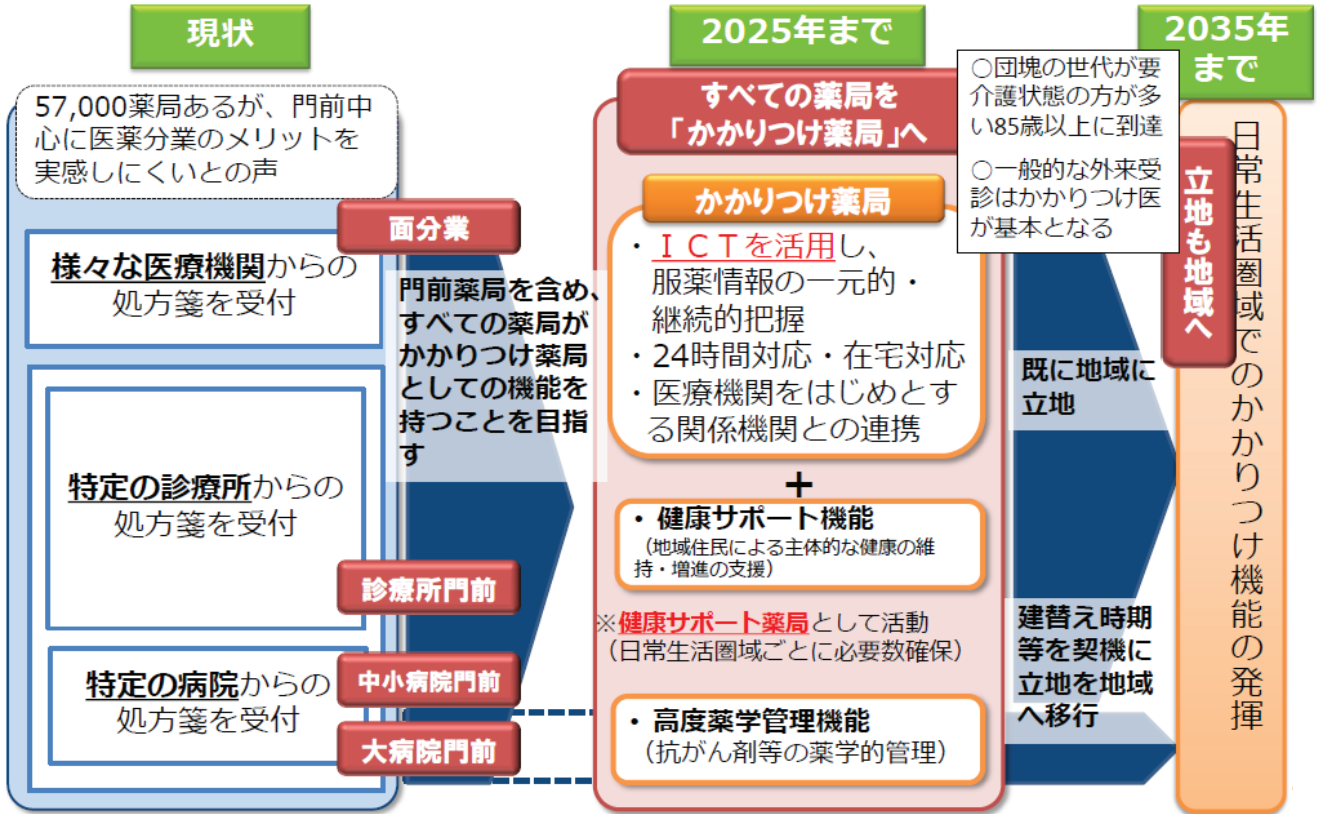 現状
57,000薬局あるが、門前中
心に医薬分業のメリットを
実感しにくいとの声
面分業
様々な医療機関からの
処方箋を受付
特定の診療所からの
処方箋を受付
診療所門前
特定の病院からの
処方箋を受付
中小病院門前
大病院門前
門前薬局を含め、
すべての薬局が
かかりつけ薬局
としての機能を
持つことを目指
す
2025年まで
すべての薬局を
「かかりつけ薬局」へ
かかりつけ薬局
・ＩＣＴを活用し、
服薬情報の一元的・
継続的把握
・24時間対応・在宅対応
・医療機関をはじめとす
る関係機関との連携
+
・健康サポート機能
（地域住民による主体的な健康の維
持・増進の支援）
※健康サポート薬局として活動
（日常生活圏域ごとに必要数確保）
・高度薬学管理機能
（抗がん剤等の薬学的管理）
○団塊の世代が要
介護状態の方が多
い85歳以上に到達
○一般的な外来受
診はかかりつけ医
が基本となる
既に地域に
立地
建替え時期
等を契機に
立地を地域
へ移行
2035年
まで
立地も地域へ
日常生活圏域でのかかりつけ機能の発揮